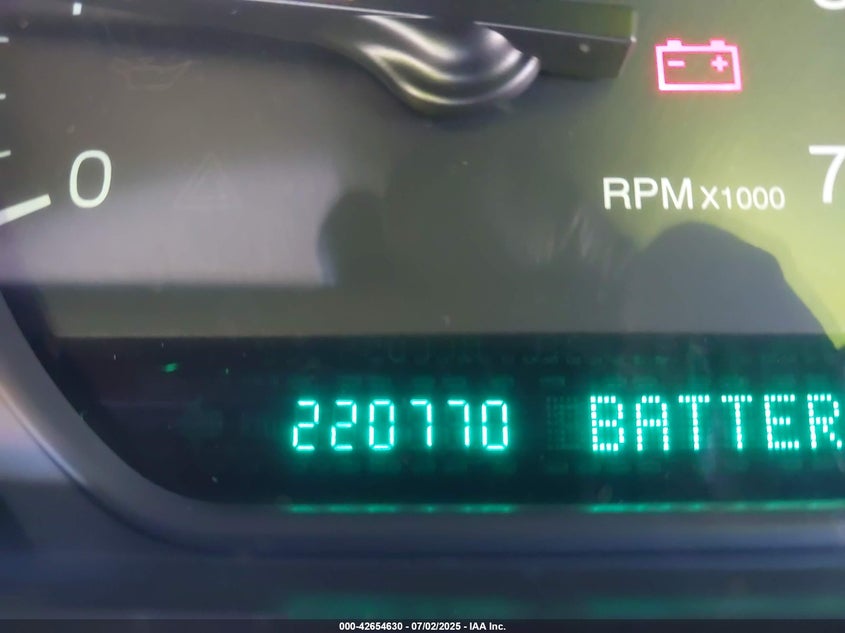 - +
0
RPM X1000 7
220770 BATTER
000-42654630 - 07/02/2025 - IAA Inc.